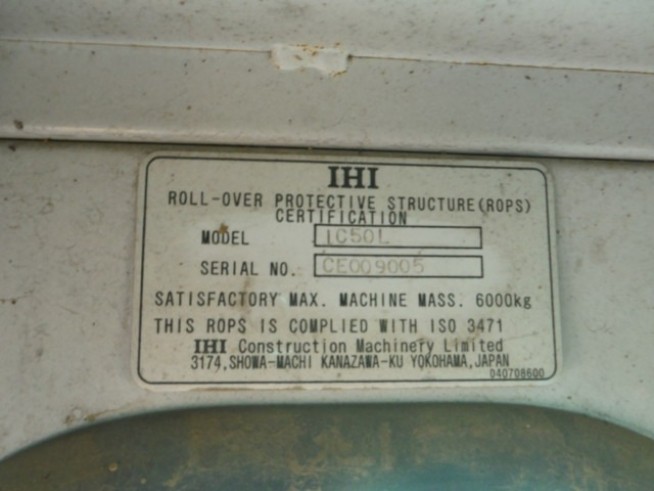 IHI
ROLL-OVER PROTECTIVE STRUCTURE(ROPS)
CERTIFICATION
MODEL IC50L
SERIAL NO. CE009005
SATISFACTORY MAX. MACHINE MASS. 6000kg
THIS ROPS IS COMPLIED WITH ISO 3471
IHI Construction Machinery Limited
3174,SHOWA-MACHI KANAZAWA-KU YOKOHAMA,JAPAN
040708600